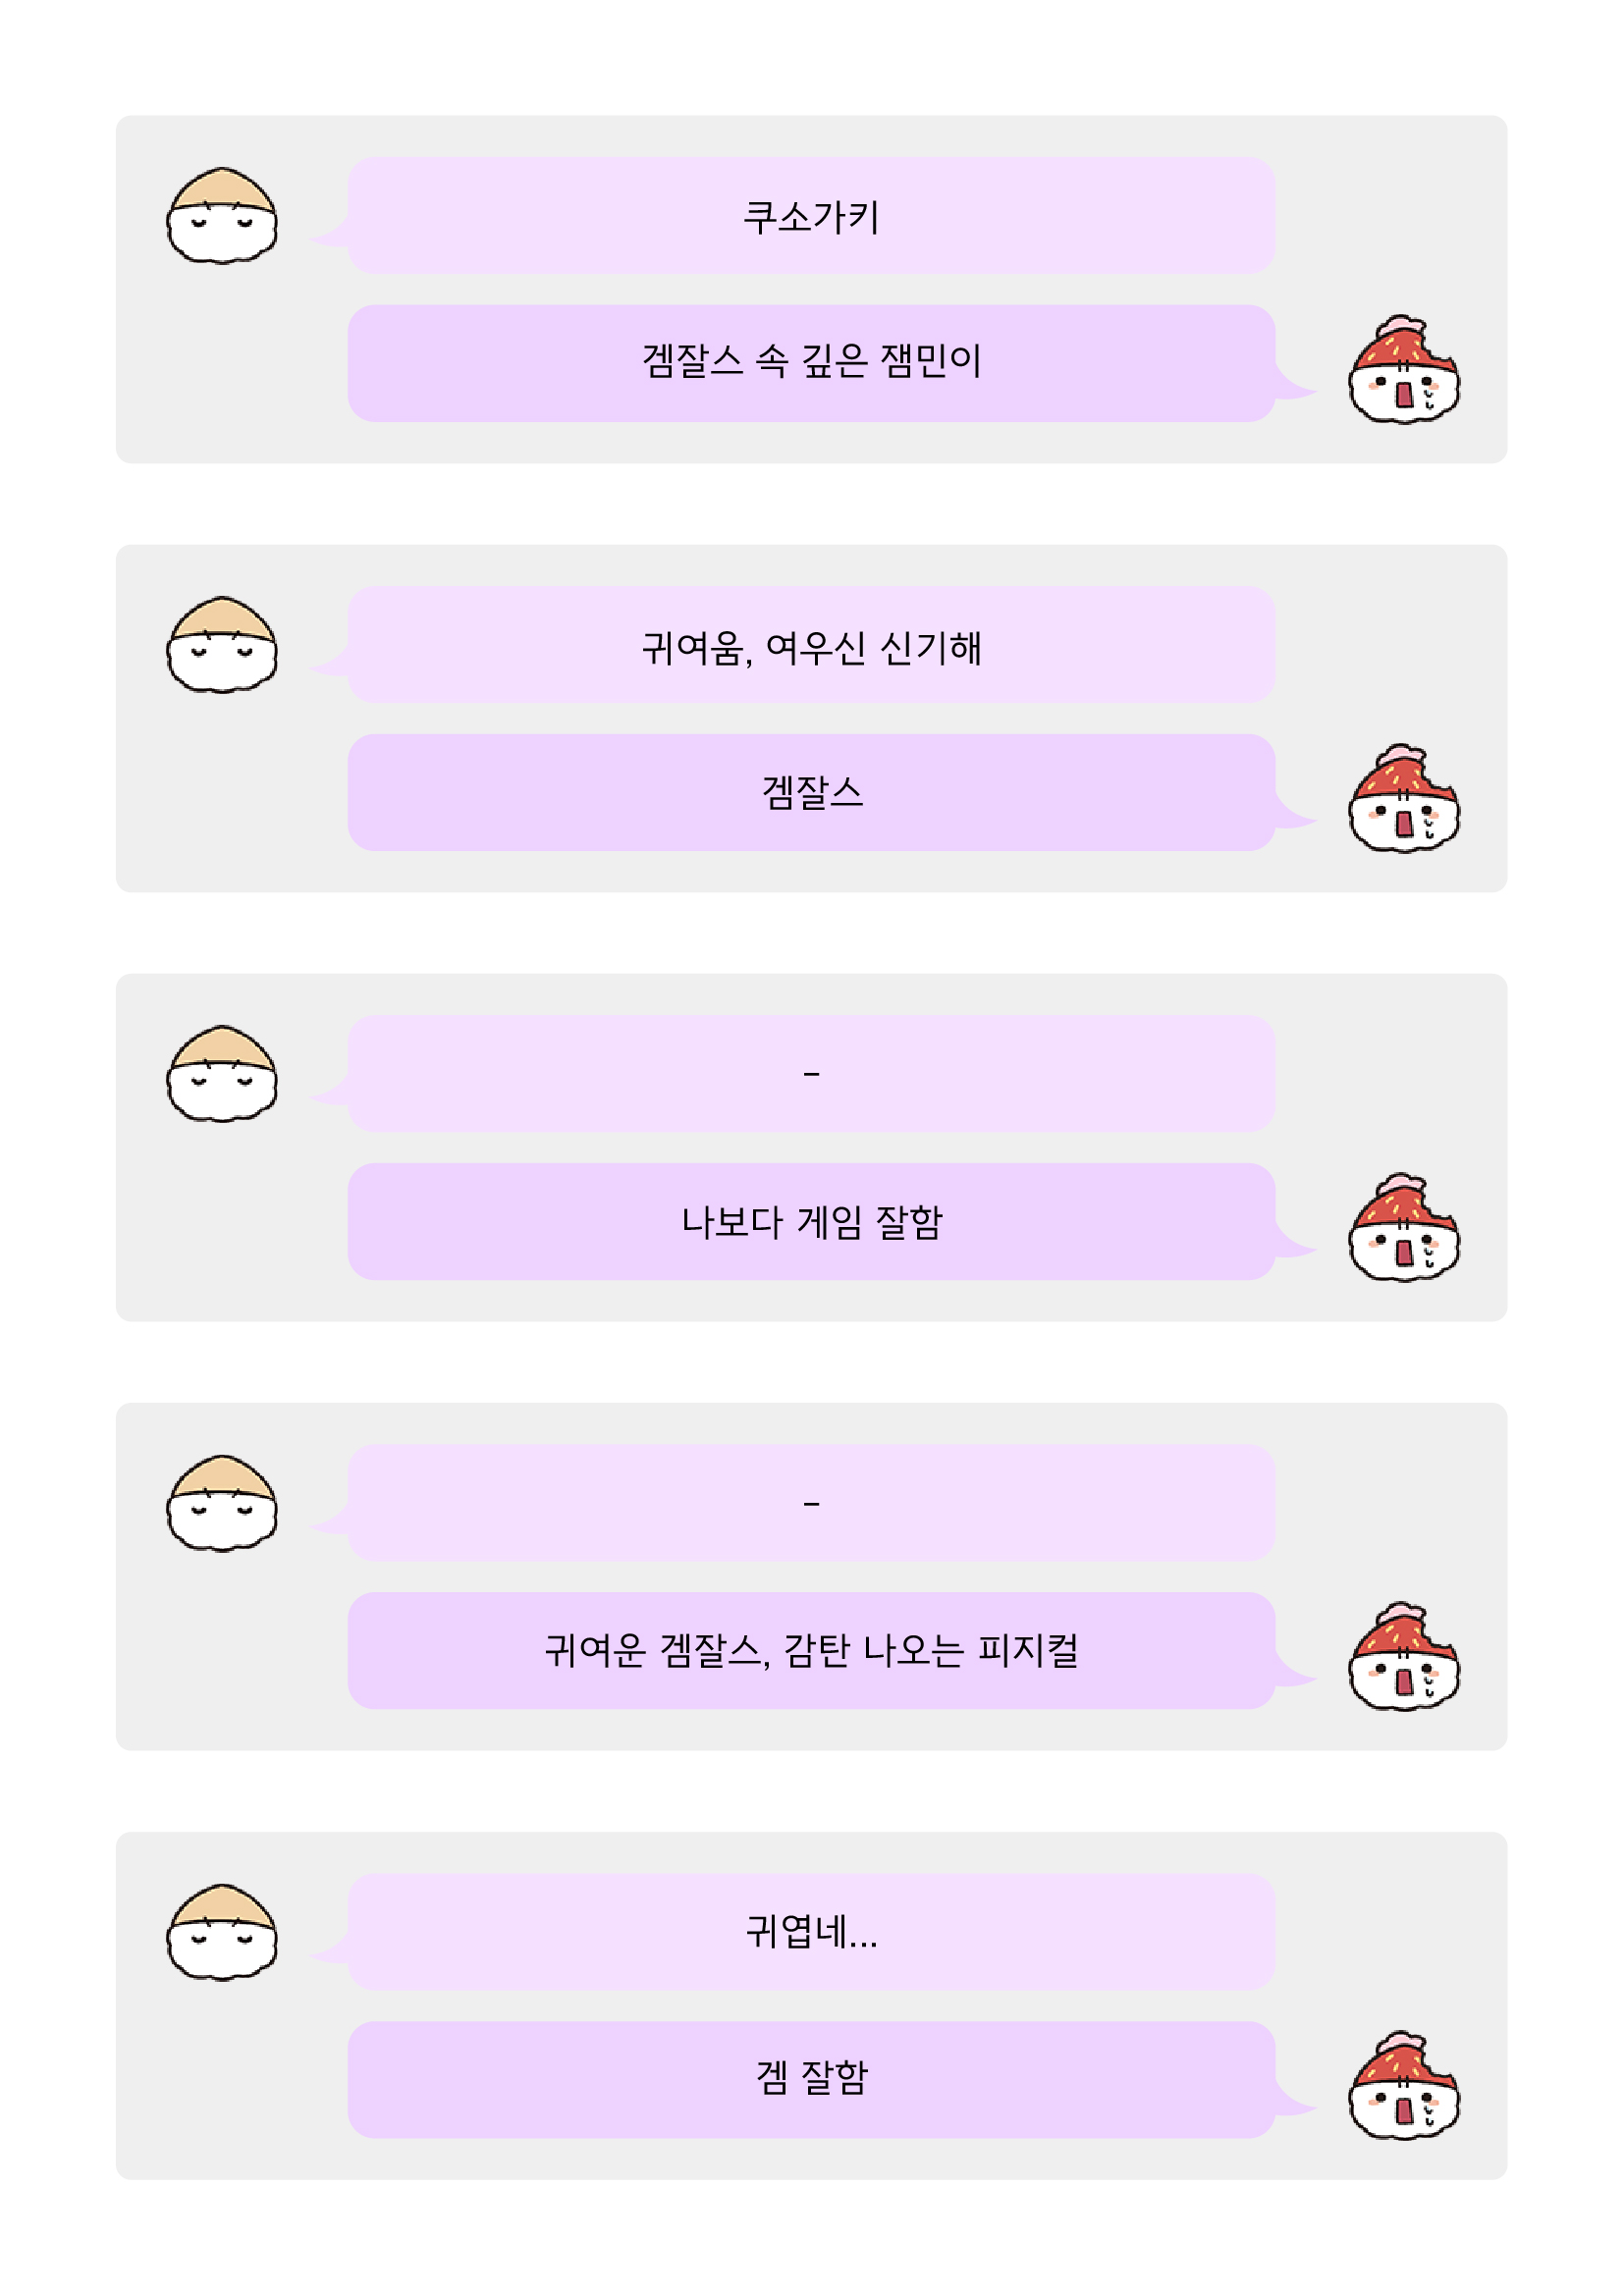 쿠소가키
겜잘스 속 깊은 잼민이
귀여움, 여우신 신기해
겜잘스
-
나보다 게임 잘함
-
귀여운 겜잘스, 감탄 나오는 피지컬
귀엽네...
겜 잘함